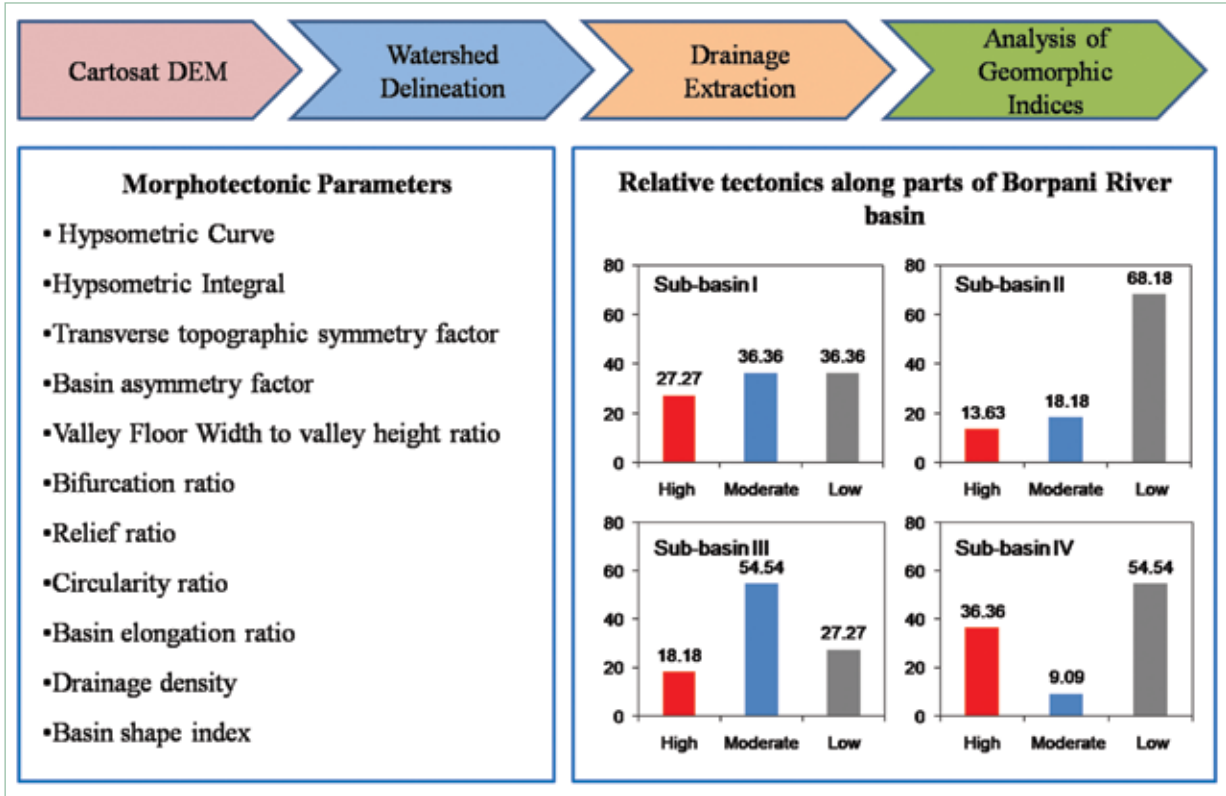 Cartosat DEM
Watershed
Delineation
Drainage
Extraction
Analysis of
Geomorphic
Indices
Morphotectonic Parameters
• Hypsometric Curve
•Hypsometric Integral
•Transverse topographic symmetry factor
•Basin asymmetry factor
•Valley Floor Width to valley height ratio
•Bifurcation ratio
•Relief ratio
•Circularity ratio
•Basin elongation ratio
•Drainage density
•Basin shape index
Relative tectonics along parts of Borpani River
basin
80
60
40
20
0
Sub-basin I
27.27
36.36
36.36
High Moderate Low
80
60
40
20
0
Sub-basin II
13.63
18.18
68.18
High Moderate Low
80
60
40
20
0
Sub-basin III
18.18
54.54
27.27
High Moderate Low
80
60
40
20
0
Sub-basin IV
36.36
9.09
54.54
High Moderate Low